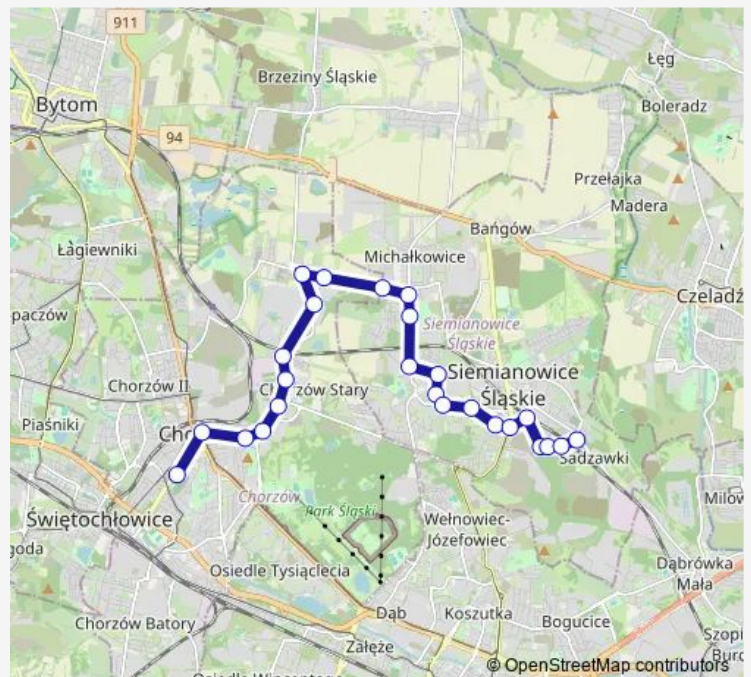 911
Łęg
Brzeziny Śląskie
Bytom
Boleradz
94
Przełajka
Madera
Bańgów
Łagiewniki
Michałkowice
Czeladź
paczów
Siemianowice
Śląskie
Chorzów II
Chorzów Stary
Siemianowice
Śląskie
Piaśniki
Cho
Sadzawki
Chorzów
Milow
Świętochłowice
Park Śląski
Wełnowiec-
Józefowiec
goda
Osiedle Tysiąclecia
Dąbrówka
Mała
Dąb
Koszutka
Bogucice
Chorzów Batory
Załęże
Szopi
Burc
© OpenStreetMap contributors